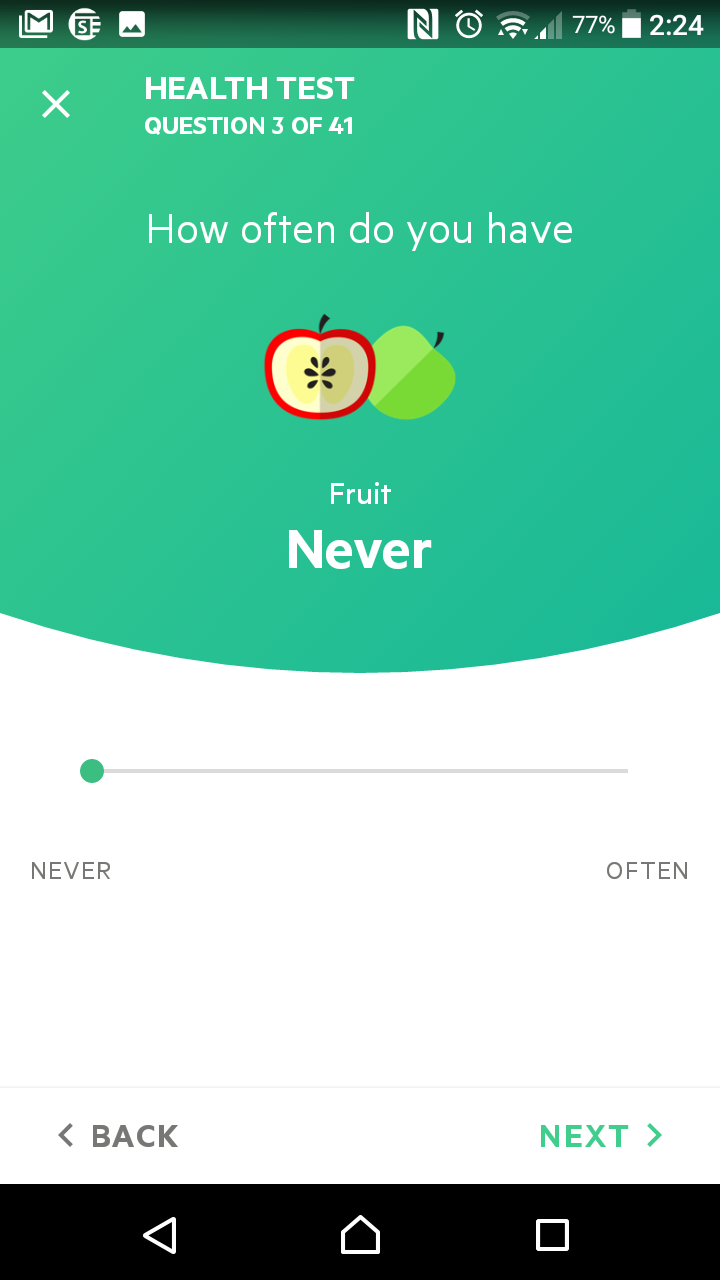 77% 2:24
HEALTH TEST
QUESTION 3 OF 41
How often do you have
Fruit
Never
NEVER OFTEN
BACK NEXT